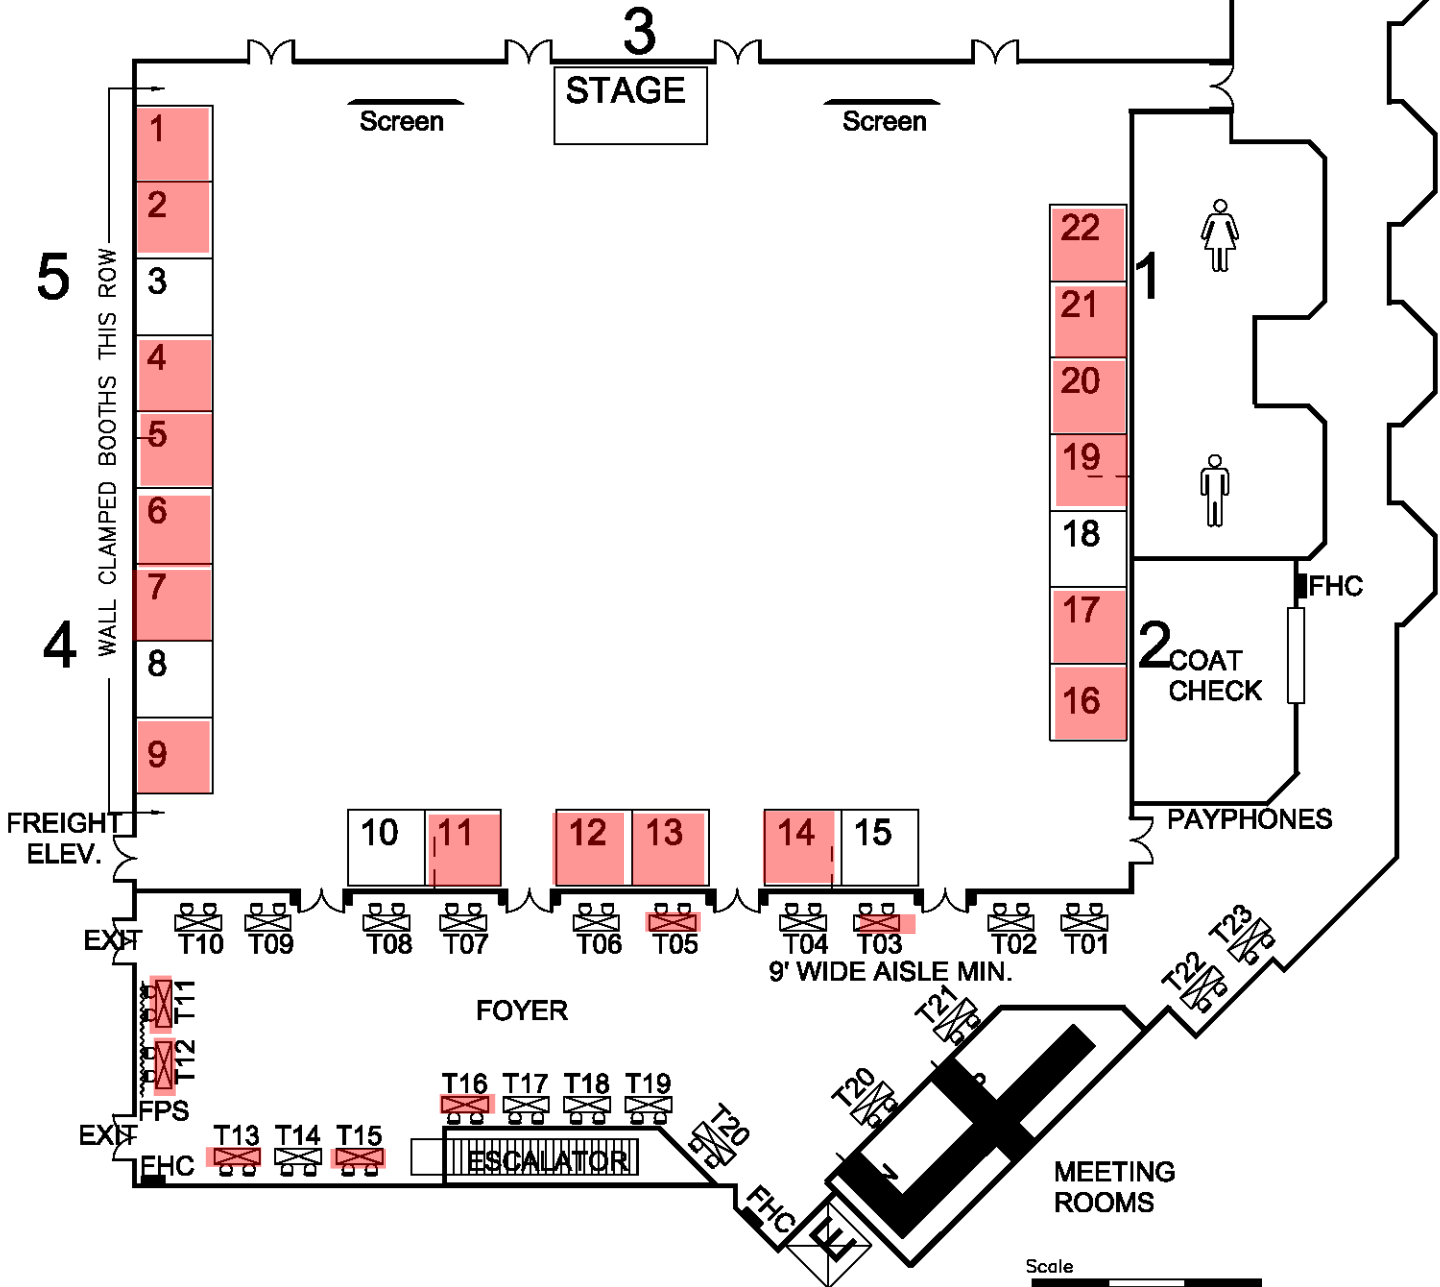 3
STAGE
Screen
Screen
1
2
3
4
5
6
7
8
9
5
4
WALL CLAMPED BOOTHS THIS ROW
22
21
20
19
18
17
16
1
2
COAT
CHECK
FHC
PAYPHONES
FREIGHT
ELEV.
10
11
12
13
14
15
EXIT
T10
T09
T08
T07
T06
T05
T04
T03
T02
T01
9' WIDE AISLE MIN.
T23
T22
T21
T20
FOYER
T11
T12
FPS
EXIT
FHC
T13
T14
T15
T16
T17
T18
T19
T20
ESCALATOR
FHC
E
MEETING
ROOMS
Scale